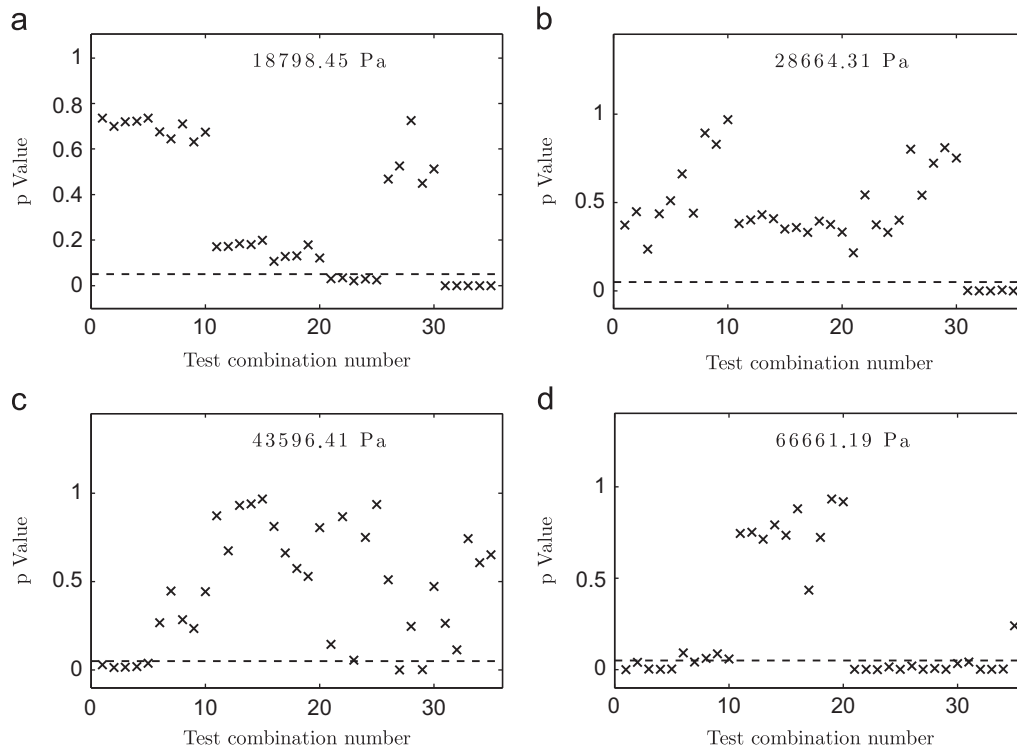 a
18798.45 Pa
p Value
1
0.8
0.6
0.4
0.2
0
0 10 20 30
Test combination number
b
28664.31 Pa
p Value
1
0.5
0
0 10 20 30
Test combination number
c
43596.41 Pa
p Value
1
0.5
0
0 10 20 30
Test combination number
d
66661.19 Pa
p Value
1
0.5
0
0 10 20 30
Test combination number